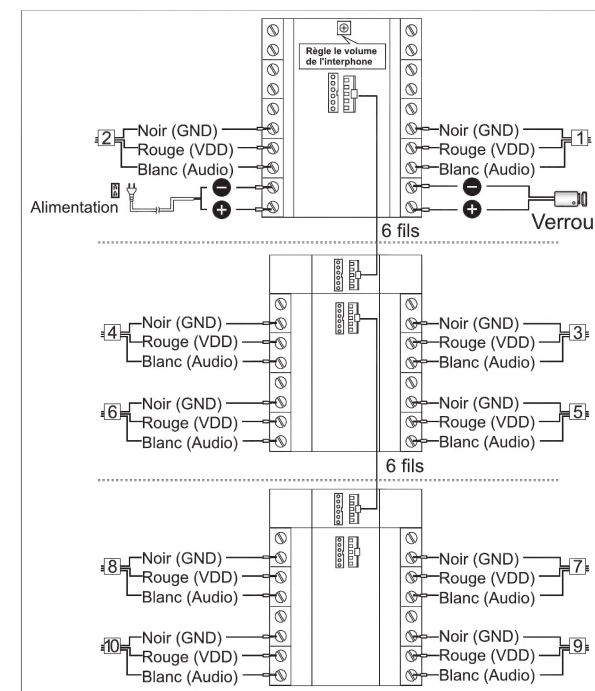 Règle le volume
de l'interphone
2
Noir (GND)
Rouge (VDD)
Blanc (Audio)
Noir (GND)
Rouge (VDD)
Blanc (Audio)
1
Alimentation
−
+
−
+
Verrou
6 fils
4
Noir (GND)
Rouge (VDD)
Blanc (Audio)
Noir (GND)
Rouge (VDD)
Blanc (Audio)
3
6
Noir (GND)
Rouge (VDD)
Blanc (Audio)
Noir (GND)
Rouge (VDD)
Blanc (Audio)
5
6 fils
8
Noir (GND)
Rouge (VDD)
Blanc (Audio)
Noir (GND)
Rouge (VDD)
Blanc (Audio)
7
10
Noir (GND)
Rouge (VDD)
Blanc (Audio)
Noir (GND)
Rouge (VDD)
Blanc (Audio)
9